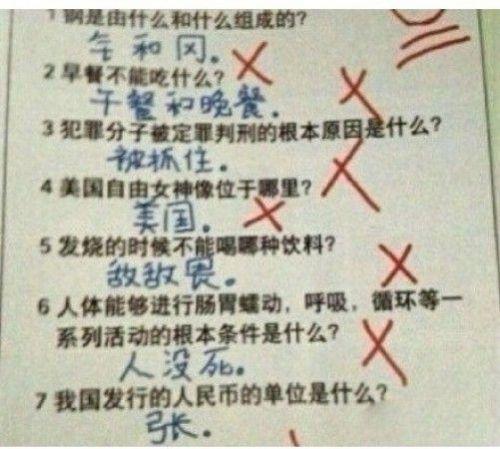 1 钢是由什么和什么组成的?
钅和冈。
2 早餐不能吃什么?
午餐和晚餐.
3 犯罪分子被定罪判刑的根本原因是什么?
被抓住.
4 美国自由女神像位于哪里?
美国。
5 发烧的时候不能喝哪种饮料?
敌敌畏。
6 人体能够进行肠胃蠕动，呼吸，循环等一
系列活动的根本条件是什么?
人没死。
7 我国发行的人民币的单位是什么?
张。